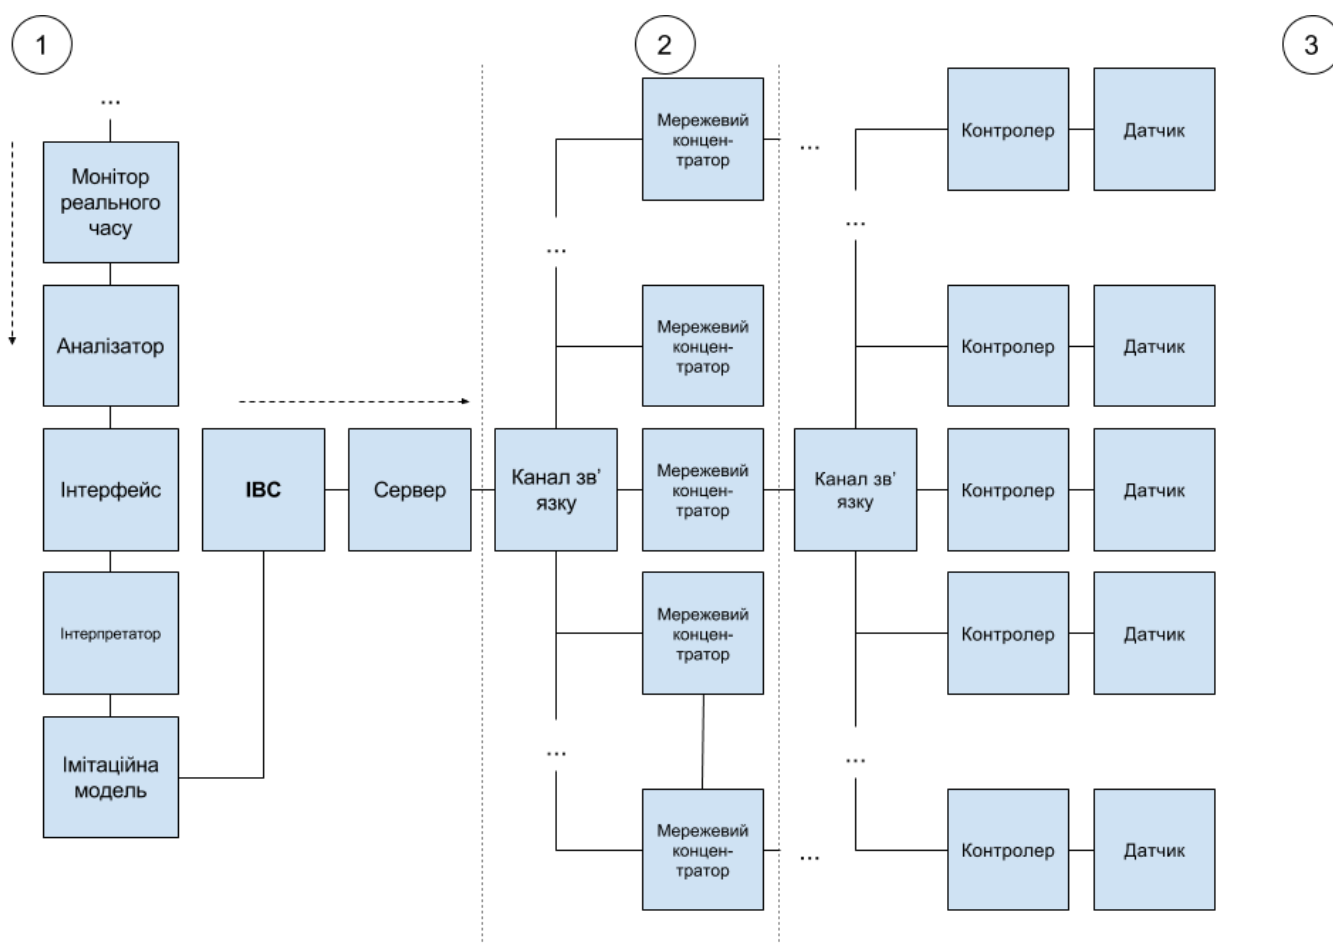 1
2
3
...
Монітор
реального
часу
Аналізатор
Інтерфейс
Інтерпретатор
Імітаційна
модель
ІВС
Сервер
Канал зв’
язку
...
...
Мережевий
концен-
тратор
Мережевий
концен-
тратор
Мережевий
концен-
тратор
Мережевий
концен-
тратор
Мережевий
концен-
тратор
...
...
Канал зв’
язку
...
...
Контролер
Датчик
Контролер
Датчик
Контролер
Датчик
Контролер
Датчик
Контролер
Датчик